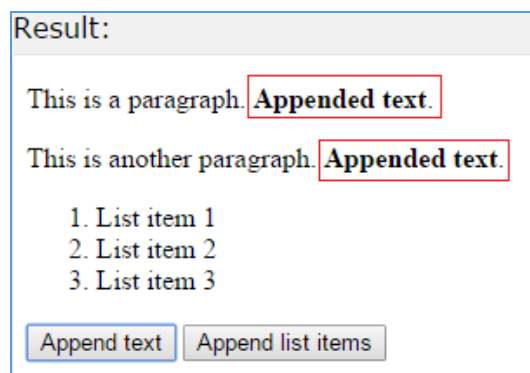 Result:
This is a paragraph. Appended text.
This is another paragraph. Appended text.
1. List item 1
2. List item 2
3. List item 3
Append text Append list items